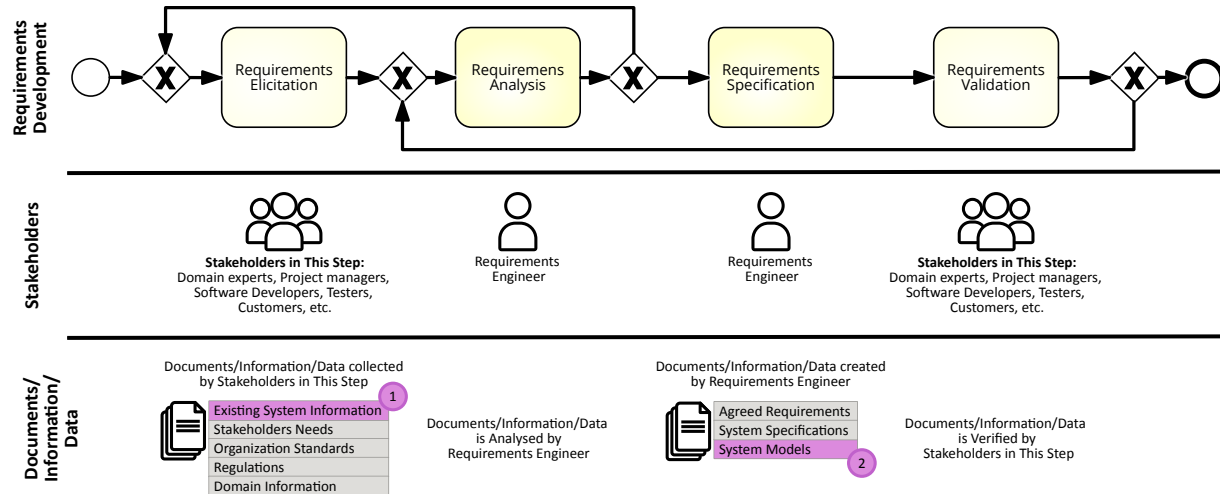 Requirements
Development
Requirements
Elicitation
Requiremens
Analysis
Requirements
Specification
Requirements
Validation
X
X
X
X
Stakeholders
Stakeholders in This Step:
Domain experts, Project managers,
Software Developers, Testers,
Customers, etc.
Requirements
Engineer
Requirements
Engineer
Stakeholders in This Step:
Domain experts, Project managers,
Software Developers, Testers,
Customers, etc.
Documents/
Information/
Data
Documents/Information/Data collected
by Stakeholders in This Step
1
Existing System Information
Stakeholders Needs
Organization Standards
Regulations
Domain Information
Documents/Information/Data
is Analysed by
Requirements Engineer
Documents/Information/Data created
by Requirements Engineer
Agreed Requirements
System Specifications
System Models
2
Documents/Information/Data
is Verified by
Stakeholders in This Step